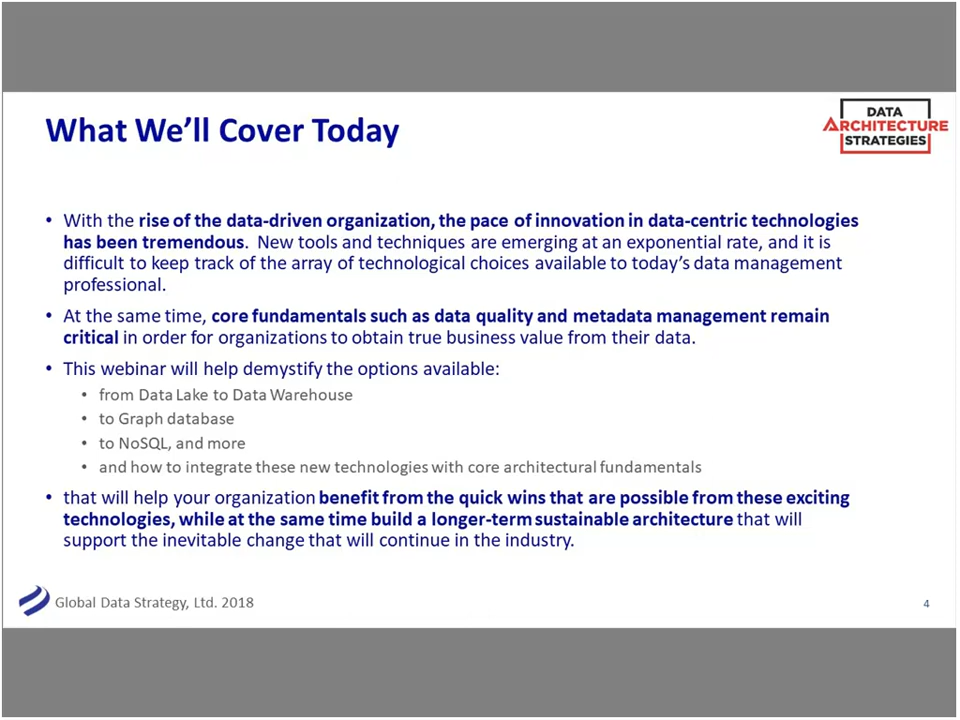 What We'll Cover Today
DATA
ARCHITECTURE
STRATEGIES
• With the rise of the data-driven organization, the pace of innovation in data-centric technologies
has been tremendous. New tools and techniques are emerging at an exponential rate, and it is
difficult to keep track of the array of technological choices available to today's data management
professional.
• At the same time, core fundamentals such as data quality and metadata management remain
critical in order for organizations to obtain true business value from their data.
• This webinar will help demystify the options available:
• from Data Lake to Data Warehouse
• to Graph database
• to NoSQL, and more
• and how to integrate these new technologies with core architectural fundamentals
• that will help your organization benefit from the quick wins that are possible from these exciting
technologies, while at the same time build a longer-term sustainable architecture that will
support the inevitable change that will continue in the industry.
Global Data Strategy, Ltd. 2018
4